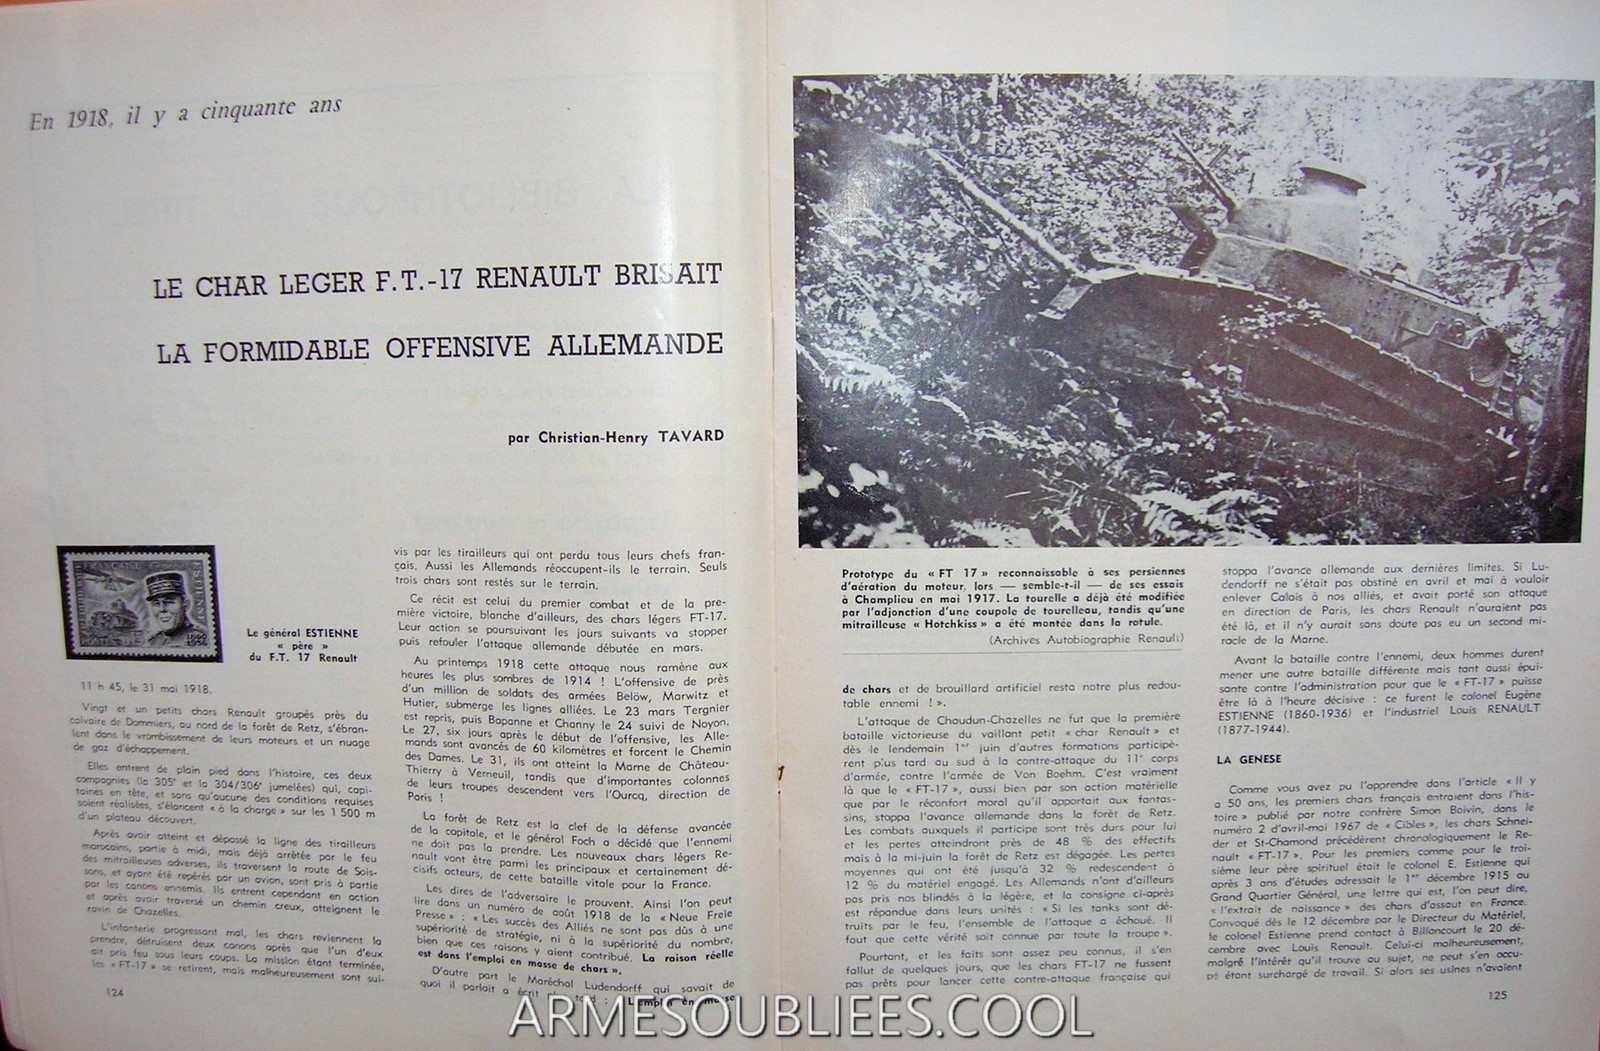 En 1918, il y a cinquante ans
LE CHAR LEGER F.T.-17 RENAULT BRISAIT
LA FORMIDABLE OFFENSIVE ALLEMANDE
par Christian-Henry TAVARD
Le général ESTIENNE
« père »
du F.T. 17 Renault
11 h 45, le 31 mai 1918.
Vingt et un petits chars Renault groupés près du
calvaire de Dommiers, au nord de la forêt de Retz, s'ébran-
lent dans le vrombissement de leurs moteurs et un nuage
de gaz d'échappement.
Elles entrent de plain pied dans l'histoire, ces deux
compagnies (la 305e et la 304/306e jumelées) qui, capi-
taines en tête, et sans qu'aucune des conditions requises
soient réalisées, s'élancent « à la charge » sur les 1 500 m
d'un plateau découvert.
Après avoir atteint et dépassé la ligne des tirailleurs
marocains, partie à midi, mais déjà arrêtée par le feu
des mitrailleuses adverses, ils traversent la route de Sois-
sons, et ayant été repérés par un avion, sont pris à partie
par les canons ennemis. Ils entrent cependant en action
et après avoir traversé un chemin creux, atteignent le
ravin de Chazelles.
L'infanterie progressant mal, les chars reviennent la
prendre, détruisent deux canons après que l'un d'eux
ait pris feu sous leurs coups. La mission étant terminée,
les « FT-17 » se retirent, mais malheureusement sont sui-
124
vis par les tirailleurs qui ont perdu tous leurs chefs fran-
çais. Aussi les Allemands réoccupent-ils le terrain. Seuls
trois chars sont restés sur le terrain.
Ce récit est celui du premier combat et de la pre-
mière victoire, blanche d'ailleurs, des chars légers FT-17.
Leur action se poursuivant les jours suivants va stopper
puis refouler l'attaque allemande débutée en mars.
Au printemps 1918 cette attaque nous ramène aux
heures les plus sombres de 1914 ! L'offensive de près
d'un million de soldats des armées Belöw, Marwitz et
Hutier, submerge les lignes alliées. Le 23 mars Tergnier
est repris, puis Bapanne et Channy le 24 suivi de Noyon.
Le 27, six jours après le début de l'offensive, les Alle-
mands sont avancés de 60 kilomètres et forcent le Chemin
des Dames. Le 31, ils ont atteint la Marne de Château-
Thierry à Verneuil, tandis que d'importantes colonnes
de leurs troupes descendent vers l'Ourcq, direction de
Paris !
La forêt de Retz est la clef de la défense avancée
de la capitale, et le général Foch a décidé que l'ennemi
ne doit pas la prendre. Les nouveaux chars légers Re-
nault vont être parmi les principaux et certainement dé-
cisifs acteurs, de cette bataille vitale pour la France.
Les dires de l'adversaire le prouvent. Ainsi l'on peut
lire dans un numéro de août 1918 de la « Neue Freie
Presse » : « Les succès des Alliés ne sont pas dûs à une
supériorité de stratégie, ni à la supériorité du nombre,
bien que ces raisons y aient contribué. La raison réelle
est dans l'emploi en masse de chars ».
D'autre part le Maréchal Ludendorff qui savait de
quoi il parlait a écrit plus tard : « L'emploi en masse
Prototype du « FT 17 » reconnaissable à ses persiennes
d'aération du moteur, lors — semble-t-il — de ses essais
à Champlieu en mai 1917. La tourelle a déjà été modifiée
par l'adjonction d'une coupole de tourelleau, tandis qu'une
mitrailleuse « Hotchkiss » a été montée dans la rotule.
(Archives Autobiographie Renault)
de chars et de brouillard artificiel resta notre plus redou-
table ennemi ! ».
L'attaque de Chaudun-Chazelles ne fut que la première
bataille victorieuse du vaillant petit « char Renault » et
dès le lendemain 1er juin d'autres formations participè-
rent plus tard au sud à la contre-attaque du 11e corps
d'armée, contre l'armée de Von Boehm. C'est vraiment
là que le « FT-17 », aussi bien par son action matérielle
que par le réconfort moral qu'il apportait aux fantas-
sins, stoppa l'avance allemande dans la forêt de Retz.
Les combats auxquels il participe sont très durs pour lui
et les pertes atteindront près de 48 % des effectifs
mais à la mi-juin la forêt de Retz est dégagée. Les pertes
moyennes qui ont été jusqu'à 32 % redescendent à
12 % du matériel engagé. Les Allemands n'ont d'ailleurs
pas pris nos blindés à la légère, et la consigne ci-après
est répandue dans leurs unités : « Si les tanks sont dé-
truits par le feu, l'ensemble de l'attaque a échoué. Il
faut que cette vérité soit connue par toute la troupe ».
Pourtant, et les faits sont assez peu connus, il s'en
fallut de quelques jours, que les chars FT-17 ne fussent
pas prêts pour lancer cette contre-attaque française qui
stoppa l'avance allemande aux dernières limites. Si Lu-
dendorff ne s'était pas obstiné en avril et mai à vouloir
enlever Calais à nos alliés, et avait porté son attaque
en direction de Paris, les chars Renault n'auraient pas
été là, et il n'y aurait sans doute pas eu un second mi-
racle de la Marne.
Avant la bataille contre l'ennemi, deux hommes durent
mener une autre bataille différente mais tant aussi épui-
sante contre l'administration pour que le « FT-17 » puisse
être là à l'heure décisive : ce furent le colonel Eugène
ESTIENNE (1860-1936) et l'industriel Louis RENAULT
(1877-1944).
LA GENESE
Comme vous avez pu l'apprendre dans l'article « Il y
a 50 ans, les premiers chars français entraient dans l'his-
toire » publié par notre confrère Simon Boivin, dans le
numéro 2 d'avril-mai 1967 de « Cibles », les chars Schnei-
der et St-Chamond précédèrent chronologiquement le Re-
nault « FT-17 ». Pour les premiers comme pour le troi-
sième leur père spirituel était le colonel E. Estienne qui
après 3 ans d'études adressait le 1er décembre 1915 au
Grand Quartier Général, une lettre qui est, l'on peut dire,
« l'extrait de naissance » des chars d'assaut en France.
Convoqué dès le 12 décembre par le Directeur du Matériel,
le colonel Estienne prend contact à Billancourt le 20 dé-
cembre avec Louis Renault. Celui-ci malheureusement,
malgré l'intérêt qu'il trouve au sujet, ne peut s'en occu-
pé étant surchargé de travail. Si alors ses usines n'avaient
125
ARMESOUBLIEES.COOL